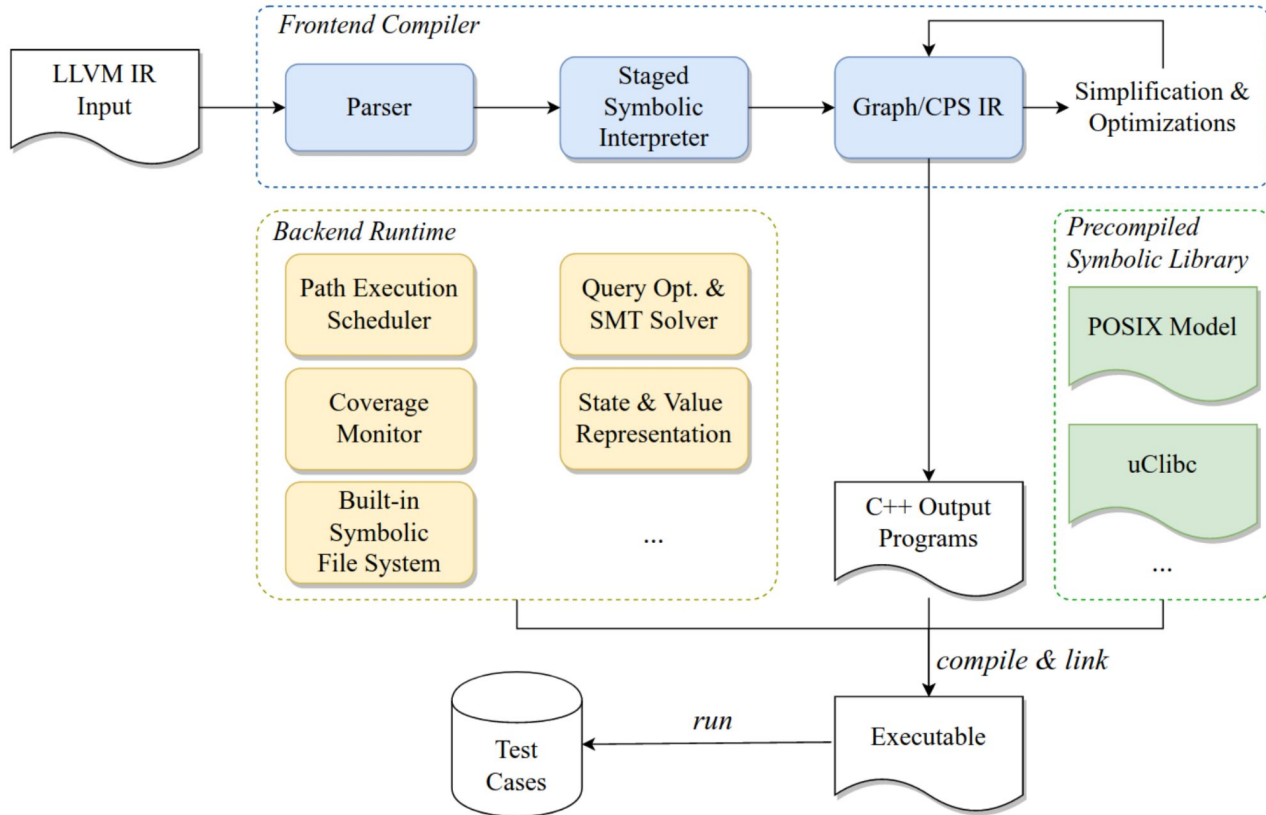 Frontend Compiler
LLVM IR
Input
Parser
Staged
Symbolic
Interpreter
Graph/CPS IR
Simplification &
Optimizations
Backend Runtime
Path Execution
Scheduler
Query Opt. &
SMT Solver
Coverage
Monitor
State & Value
Representation
Built-in
Symbolic
File System
...
Precompiled
Symbolic Library
POSIX Model
uClibc
...
C++ Output
Programs
compile & link
Executable
run
Test
Cases